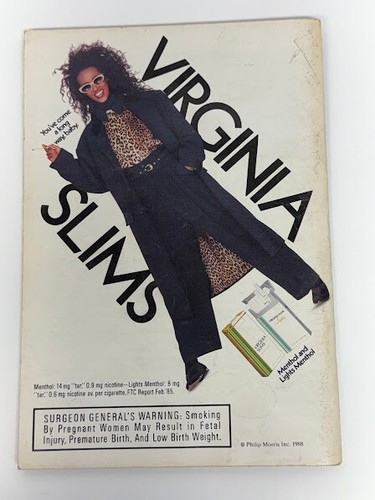 You've come
a long
way, baby.
VIRGINIA
SLIMS
VIRGINIA
SLIMS
Menthol and
Lights Menthol
Menthol: 14 mg "tar," 0.9 mg nicotine—Lights Menthol: 8 mg
"tar," 0.6 mg nicotine av. per cigarette, FTC Report Feb. '85.
SURGEON GENERAL'S WARNING: Smoking
By Pregnant Women May Result in Fetal
Injury, Premature Birth, And Low Birth Weight.
© Philip Morris Inc. 1988